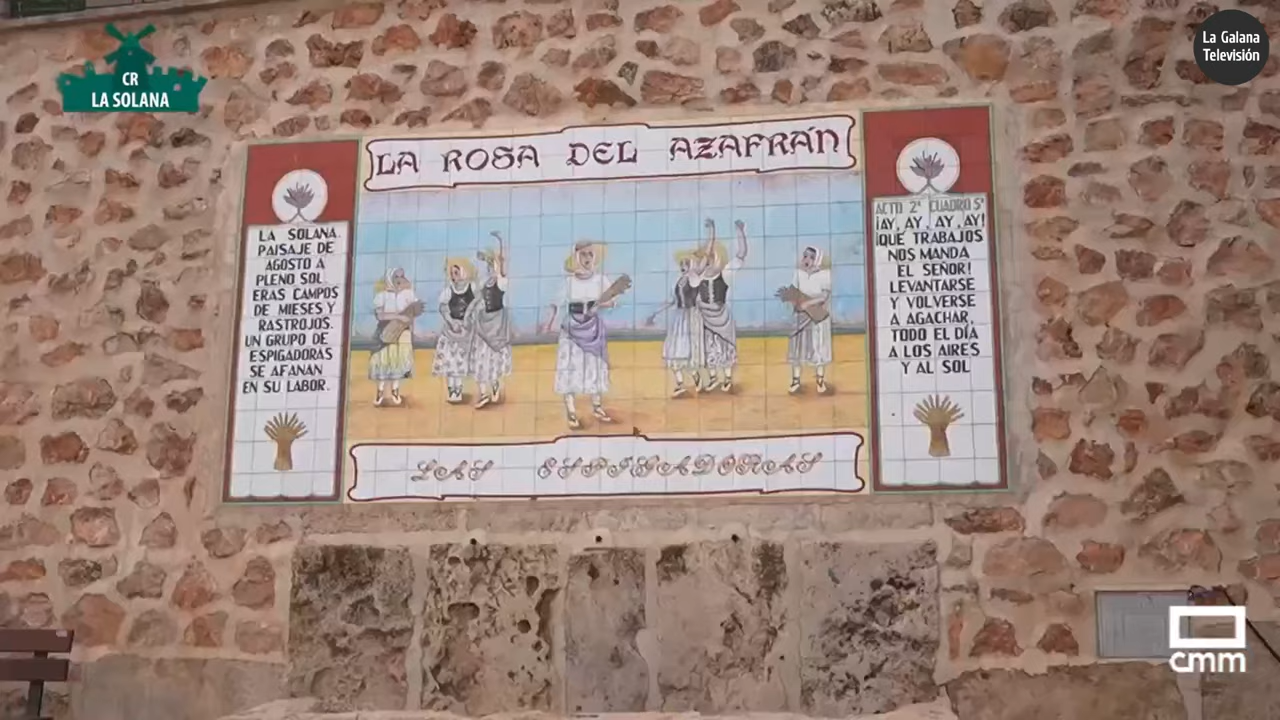 CR
LA SOLANA
La Galana
Televisión
LA ROSA DEL AZAFRÁN
LA SOLANA.
PAISAJE DE
AGOSTO A
PLENO SOL.
ERAS CAMPOS
DE MIESES Y
RASTROJOS.
UN GRUPO DE
ESPIGADORAS
SE AFANAN
EN SU LABOR.
ACTO 2º CUADRO 5º
¡AY, AY, AY, AY!
¡QUE TRABAJOS
NOS MANDA
EL SEÑOR!
LEVANTARSE
Y VOLVERSE
A AGACHAR,
TODO EL DÍA
A LOS AIRES
Y AL SOL
LAS ESPIGADORAS
cmm